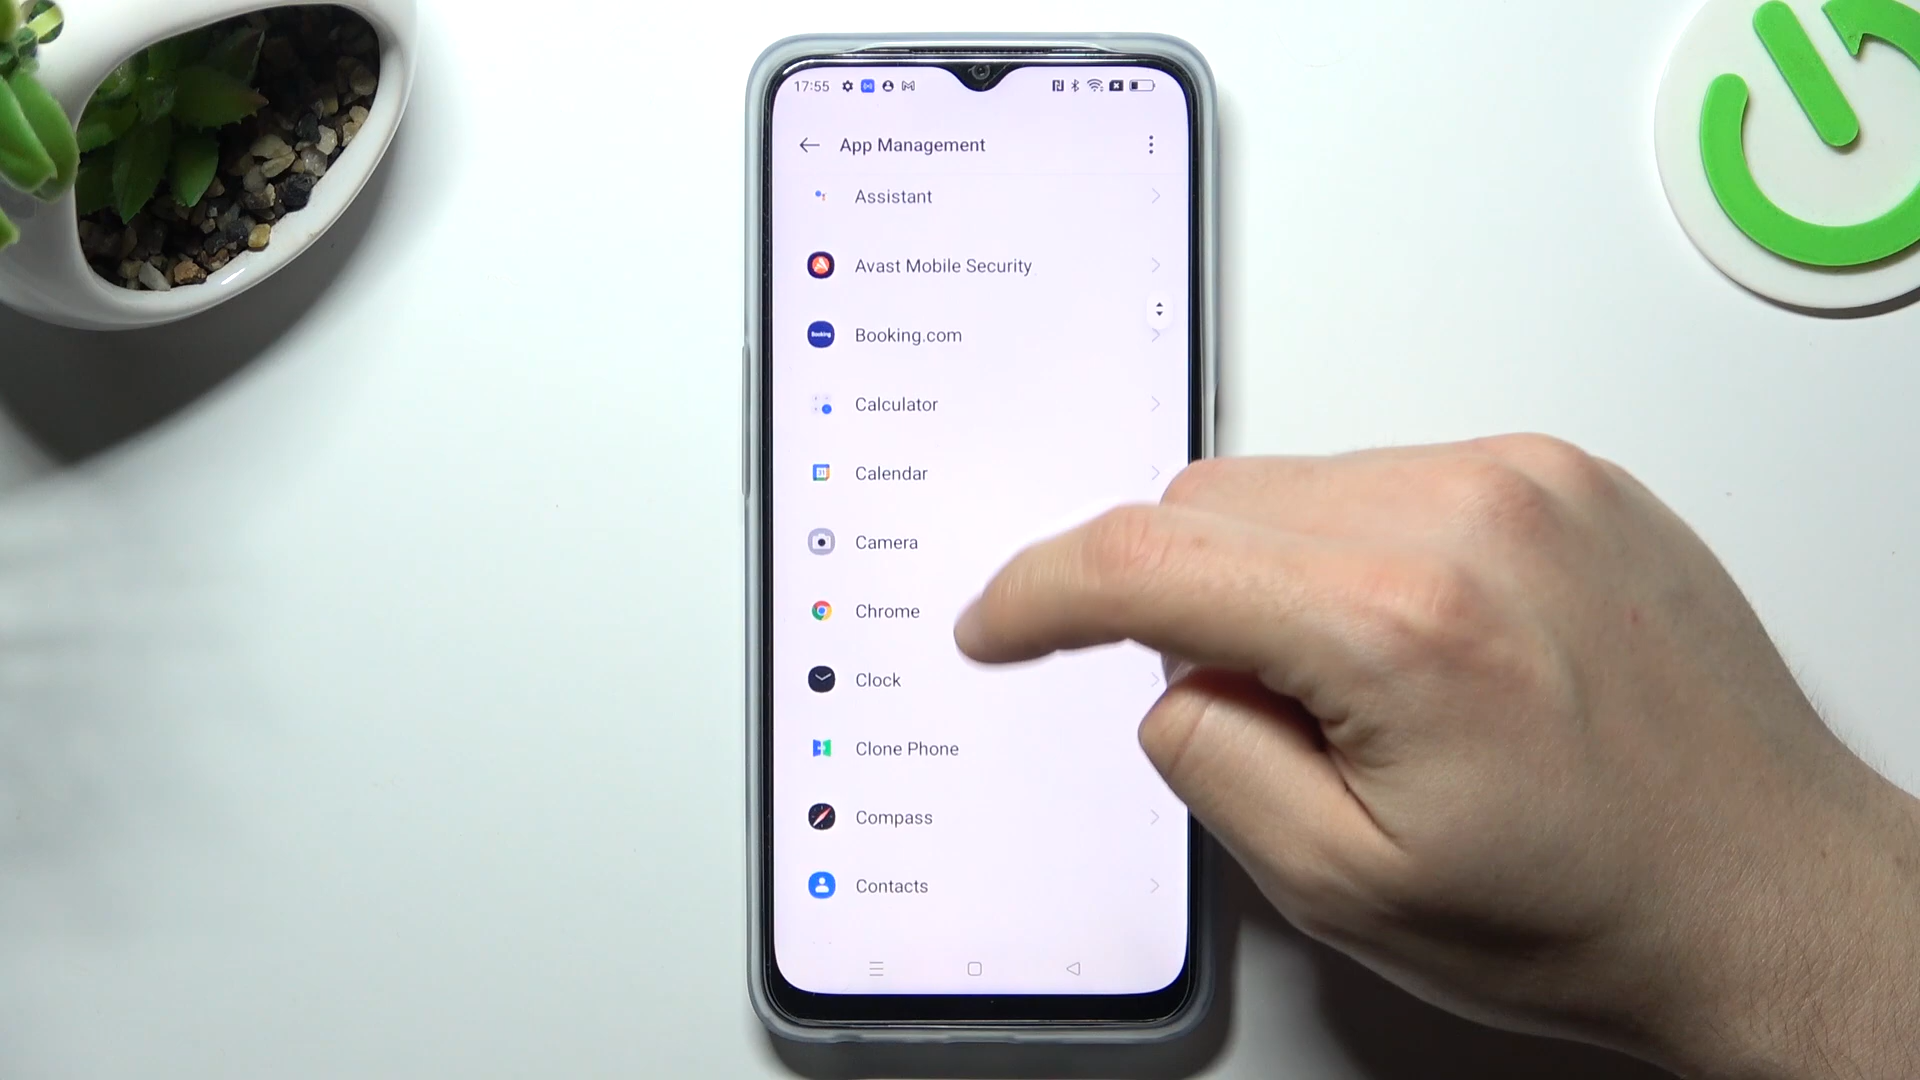 17:55
App Management
Assistant
Avast Mobile Security
Booking.com
Calculator
Calendar
Camera
Chrome
Clock
Clone Phone
Compass
Contacts